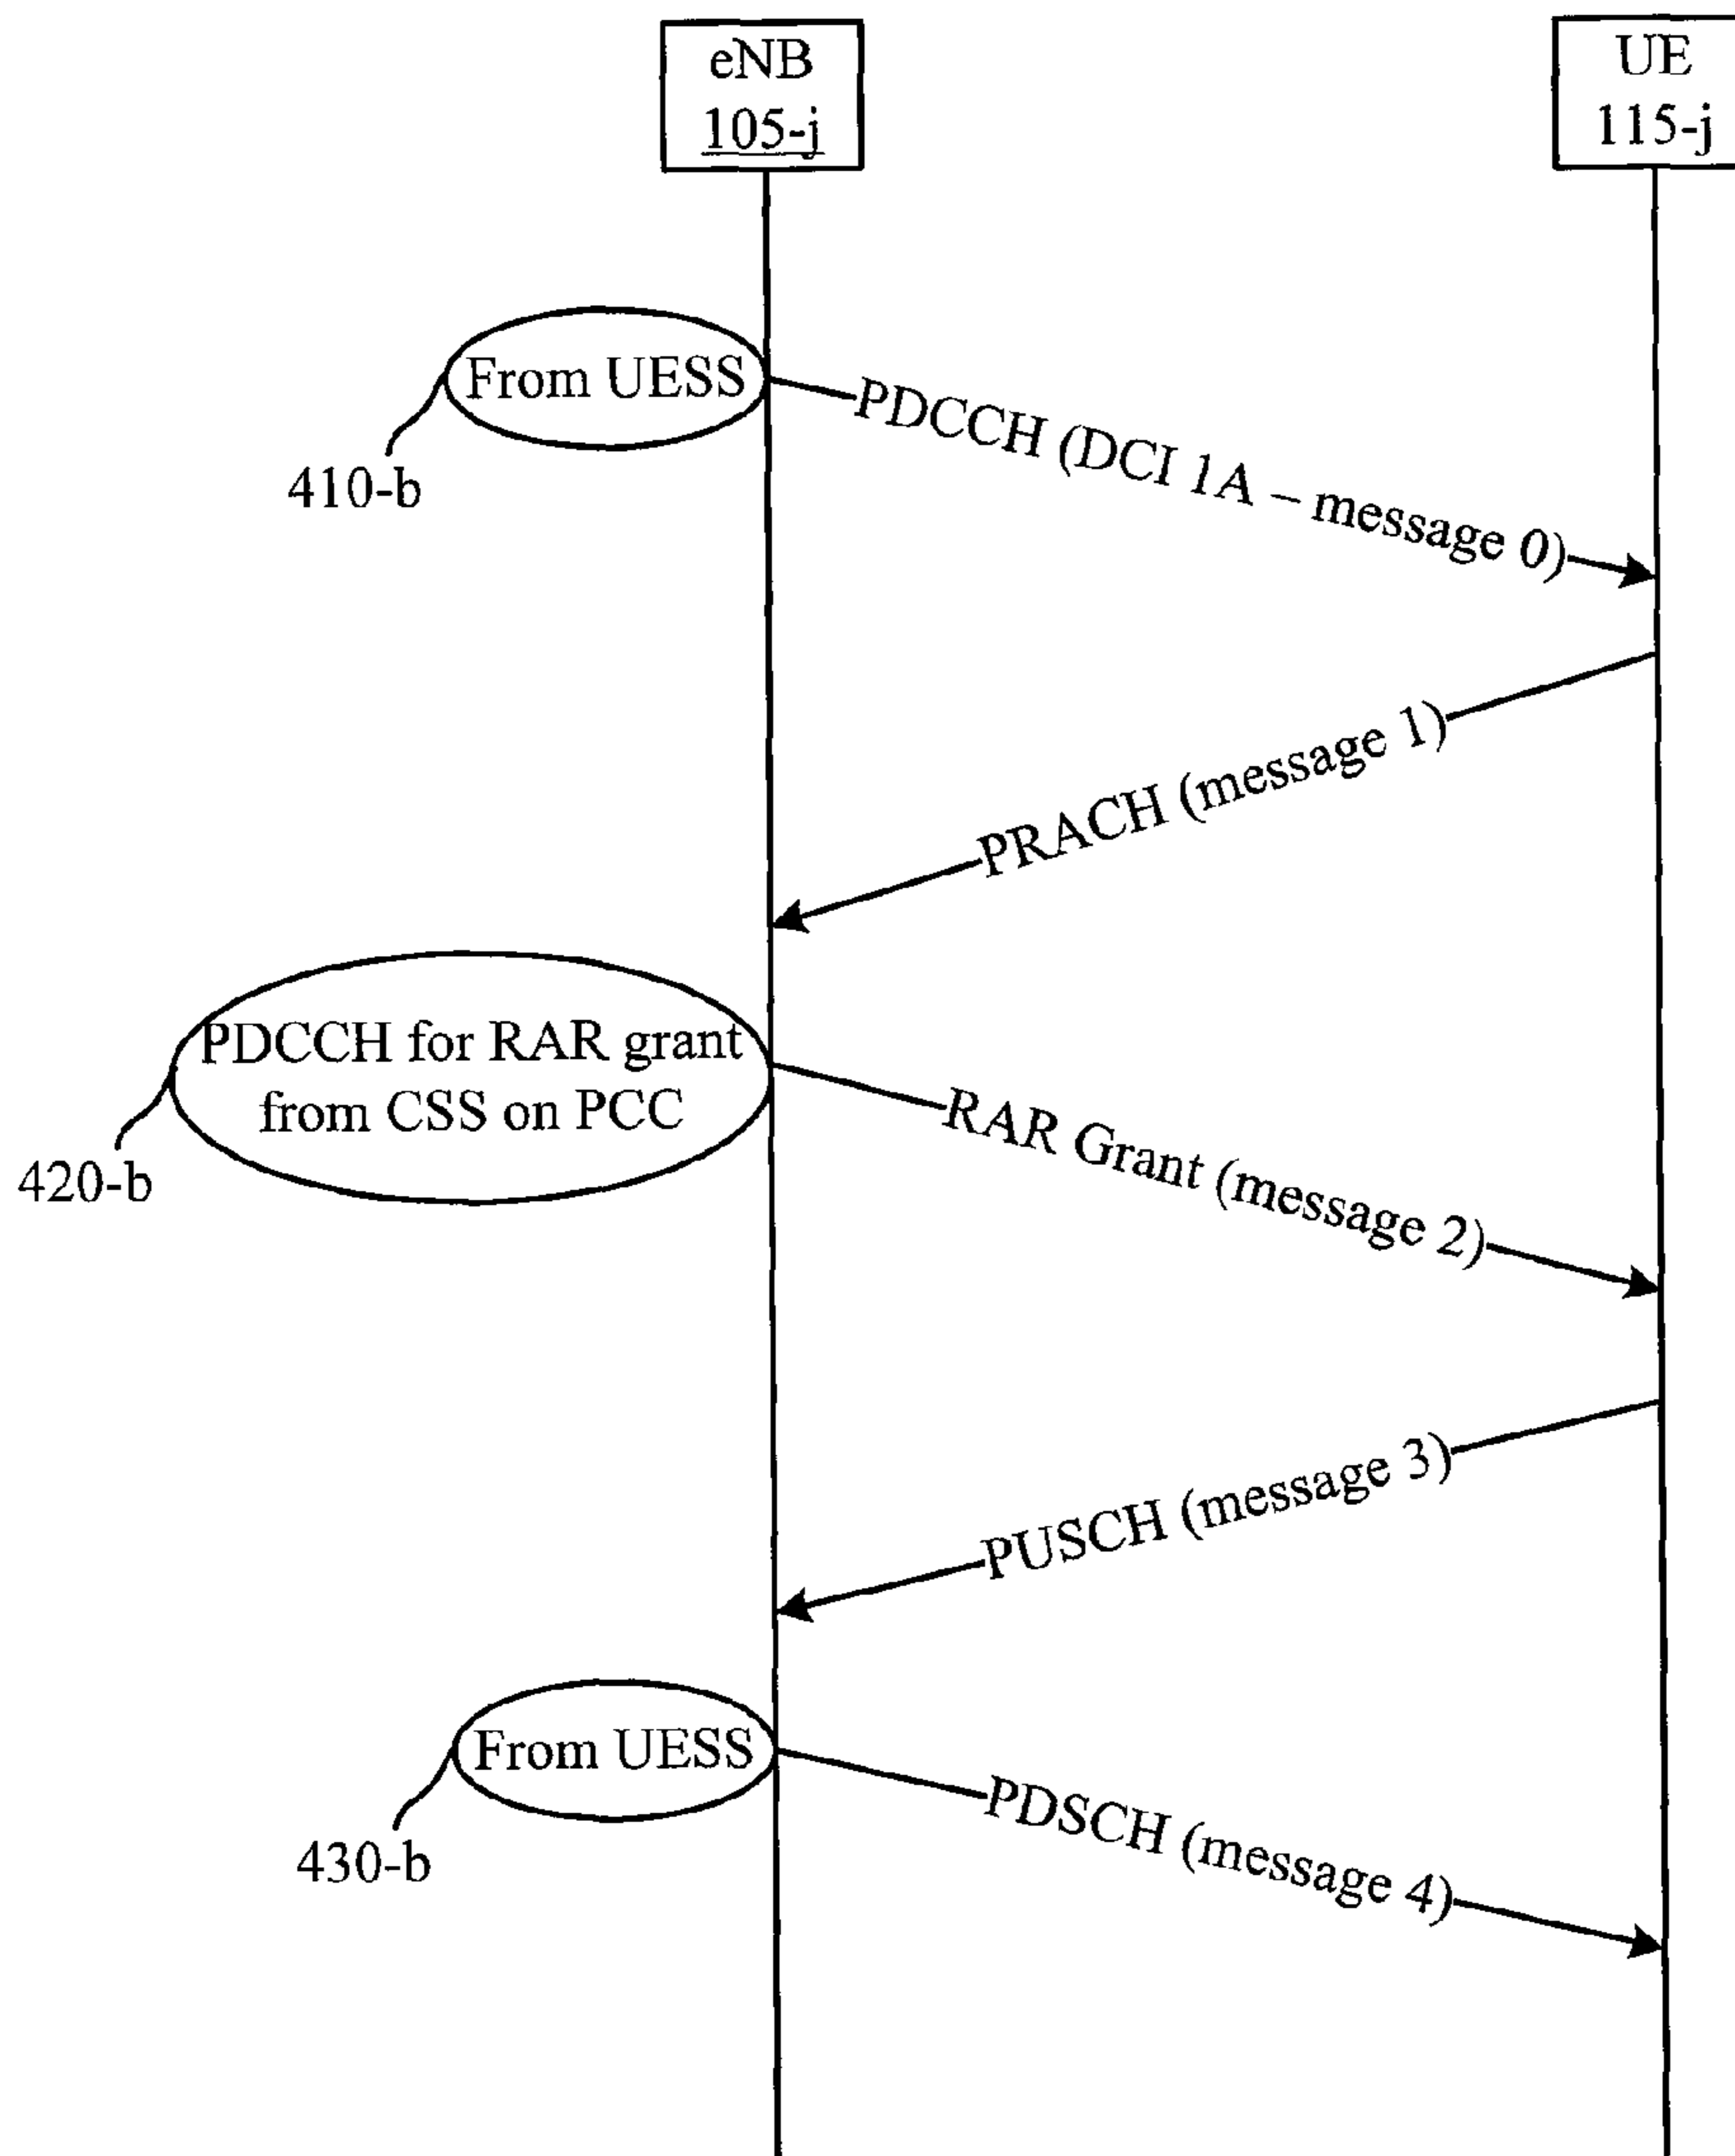 eNB
105-j
UE
115-j
From UESS
410-b
PDCCH (DCI 1A – message 0)
PRACH (message 1)
PDCCH for RAR grant
from CSS on PCC
420-b
RAR Grant (message 2)
PUSCH (message 3)
From UESS
430-b
PDSCH (message 4)